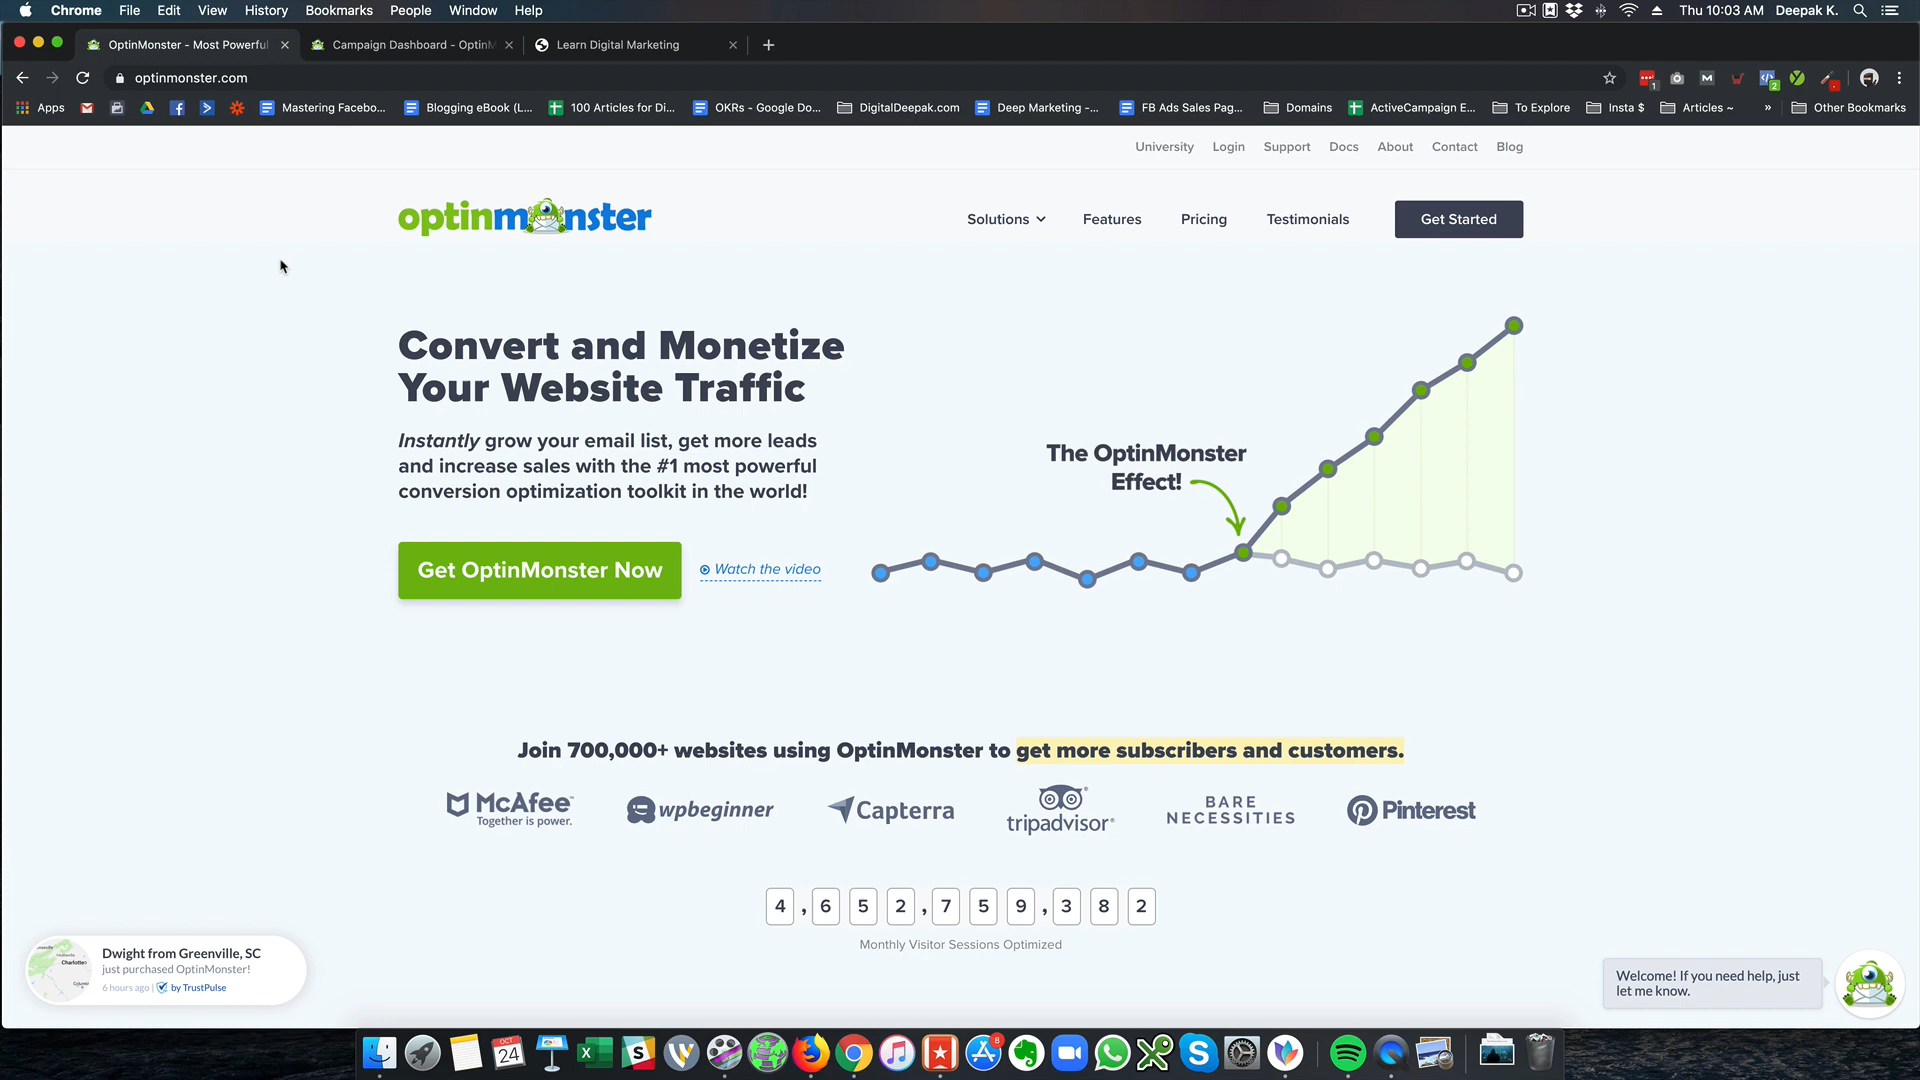 Chrome File Edit View History Bookmarks People Window Help Thu 10:03 AM Deepak K.
OptinMonster - Most Powerful Campaign Dashboard - OptinM Learn Digital Marketing
optinmonster.com
Apps Mastering Facebo... Blogging eBook (L... 100 Articles for Di... OKRs - Google Do... DigitalDeepak.com Deep Marketing -... FB Ads Sales Pag... Domains ActiveCampaign E... To Explore Insta $ Articles ~ » Other Bookmarks
University Login Support Docs About Contact Blog
optinmonster Solutions Features Pricing Testimonials Get Started
Convert and Monetize
Your Website Traffic
Instantly grow your email list, get more leads
and increase sales with the #1 most powerful
conversion optimization toolkit in the world!
The OptinMonster
Effect!
Get OptinMonster Now Watch the video
Join 700,000+ websites using OptinMonster to get more subscribers and customers.
McAfee™
Together is power.
wpbeginner
Capterra
tripadvisor®
BARE
NECESSITIES
Pinterest
4,652,759,382
Monthly Visitor Sessions Optimized
Charlotte
Dwight from Greenville, SC
just purchased OptinMonster!
6 hours ago | by TrustPulse
Welcome! If you need help, just
let me know.
OCT
24
8